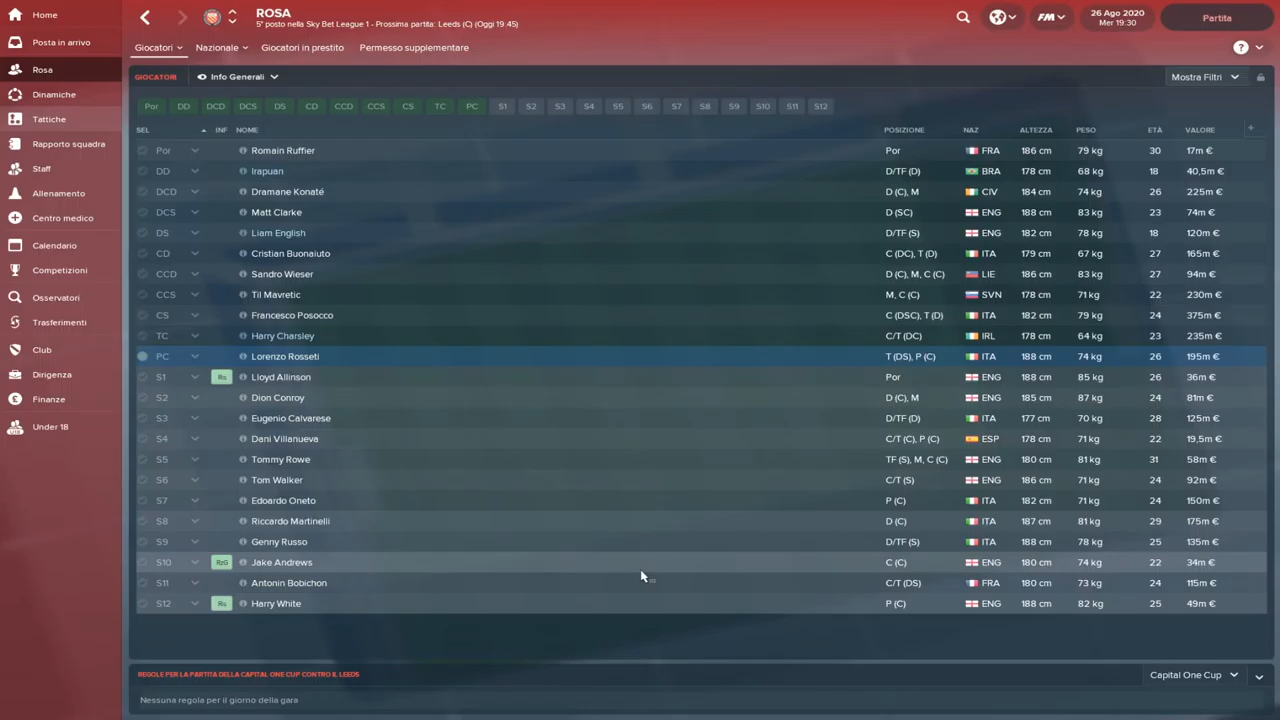 Home
Posta in arrivo
Rosa
Dinamiche
Tattiche
Rapporto squadra
Staff
Allenamento
Centro medico
Calendario
Competizioni
Osservatori
Trasferimenti
Club
Dirigenza
Finanze
Under 18
ROSA
5° posto nella Sky Bet League 1 - Prossima partita: Leeds (C) (Oggi 19.45)
FM
26 Ago 2020
Mer 19:30
Partita
Giocatori Nazionale Giocatori in prestito Permesso supplementare
?
GIOCATORI Info Generali Mostra Filtri
Por DD DCD DCS DS CD CCD CCS CS TC PC S1 S2 S3 S4 S5 S6 S7 S8 S9 S10 S11 S12
SEL INF NOME POSIZIONE NAZ ALTEZZA PESO ETÀ VALORE +
Por Romain Ruffier Por FRA 186 cm 79 kg 30 17m €
DD Irapuan D/TF (D) BRA 178 cm 68 kg 18 40,5m €
DCD Dramane Konaté D (C), M CIV 184 cm 74 kg 26 225m €
DCS Matt Clarke D (SC) ENG 188 cm 83 kg 23 74m €
DS Liam English D/TF (S) ENG 182 cm 78 kg 18 120m €
CD Cristian Buonaiuto C (DC), T (D) ITA 179 cm 67 kg 27 165m €
CCD Sandro Wieser D (C), M, C (C) LIE 186 cm 83 kg 27 94m €
CCS Til Mavretic M, C (C) SVN 178 cm 71 kg 22 230m €
CS Francesco Posocco C (DSC), T (D) ITA 182 cm 79 kg 24 375m €
TC Harry Charsley C/T (DC) IRL 178 cm 64 kg 23 235m €
PC Lorenzo Rosseti T (DS), P (C) ITA 188 cm 74 kg 26 195m €
S1 Rs Lloyd Allinson Por ENG 188 cm 85 kg 26 36m €
S2 Dion Conroy D (C), M ENG 185 cm 87 kg 24 81m €
S3 Eugenio Calvarese D/TF (D) ITA 177 cm 70 kg 28 125m €
S4 Dani Villanueva C/T (C), P (C) ESP 178 cm 71 kg 22 19,5m €
S5 Tommy Rowe TF (S), M, C (C) ENG 180 cm 81 kg 31 58m €
S6 Tom Walker C/T (S) ENG 186 cm 71 kg 24 92m €
S7 Edoardo Oneto P (C) ITA 182 cm 71 kg 24 150m €
S8 Riccardo Martinelli D (C) ITA 187 cm 81 kg 29 175m €
S9 Genny Russo D/TF (S) ITA 182 cm 78 kg 25 135m €
S10 RzG Jake Andrews C (C) ENG 180 cm 74 kg 22 34m €
S11 Antonin Bobichon C/T (DS) FRA 180 cm 73 kg 24 115m €
S12 Rs Harry White P (C) ENG 188 cm 82 kg 25 49m €
REGOLE PER LA PARTITA DELLA CAPITAL ONE CUP CONTRO IL LEEDS Capital One Cup
Nessuna regola per il giorno della gara